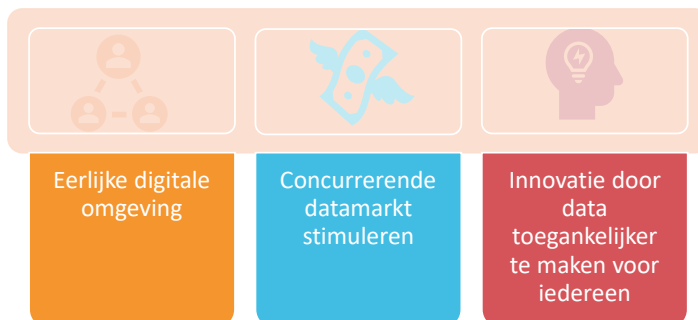 Eerlijke digitale
omgeving
Concurrerende
datamarkt
stimuleren
Innovatie door
data
toegankelijker
te maken voor
iedereen